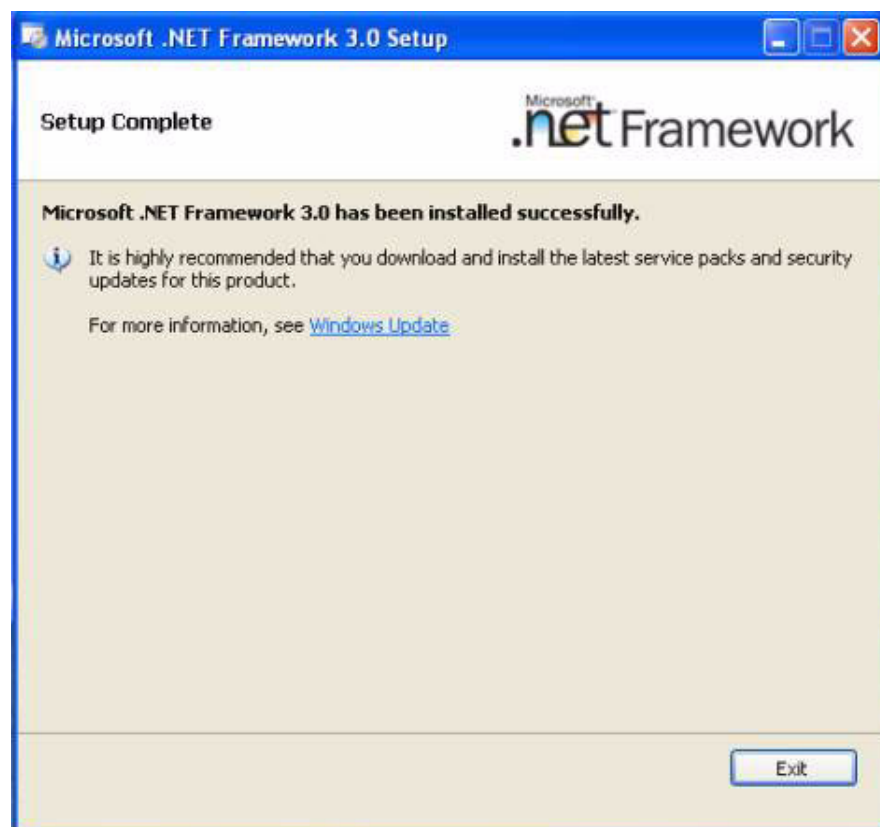 Microsoft .NET Framework 3.0 Setup
Setup Complete
Microsoft
.net Framework
Microsoft .NET Framework 3.0 has been installed successfully.
It is highly recommended that you download and install the latest service packs and security
updates for this product.
For more information, see Windows Update
Exit